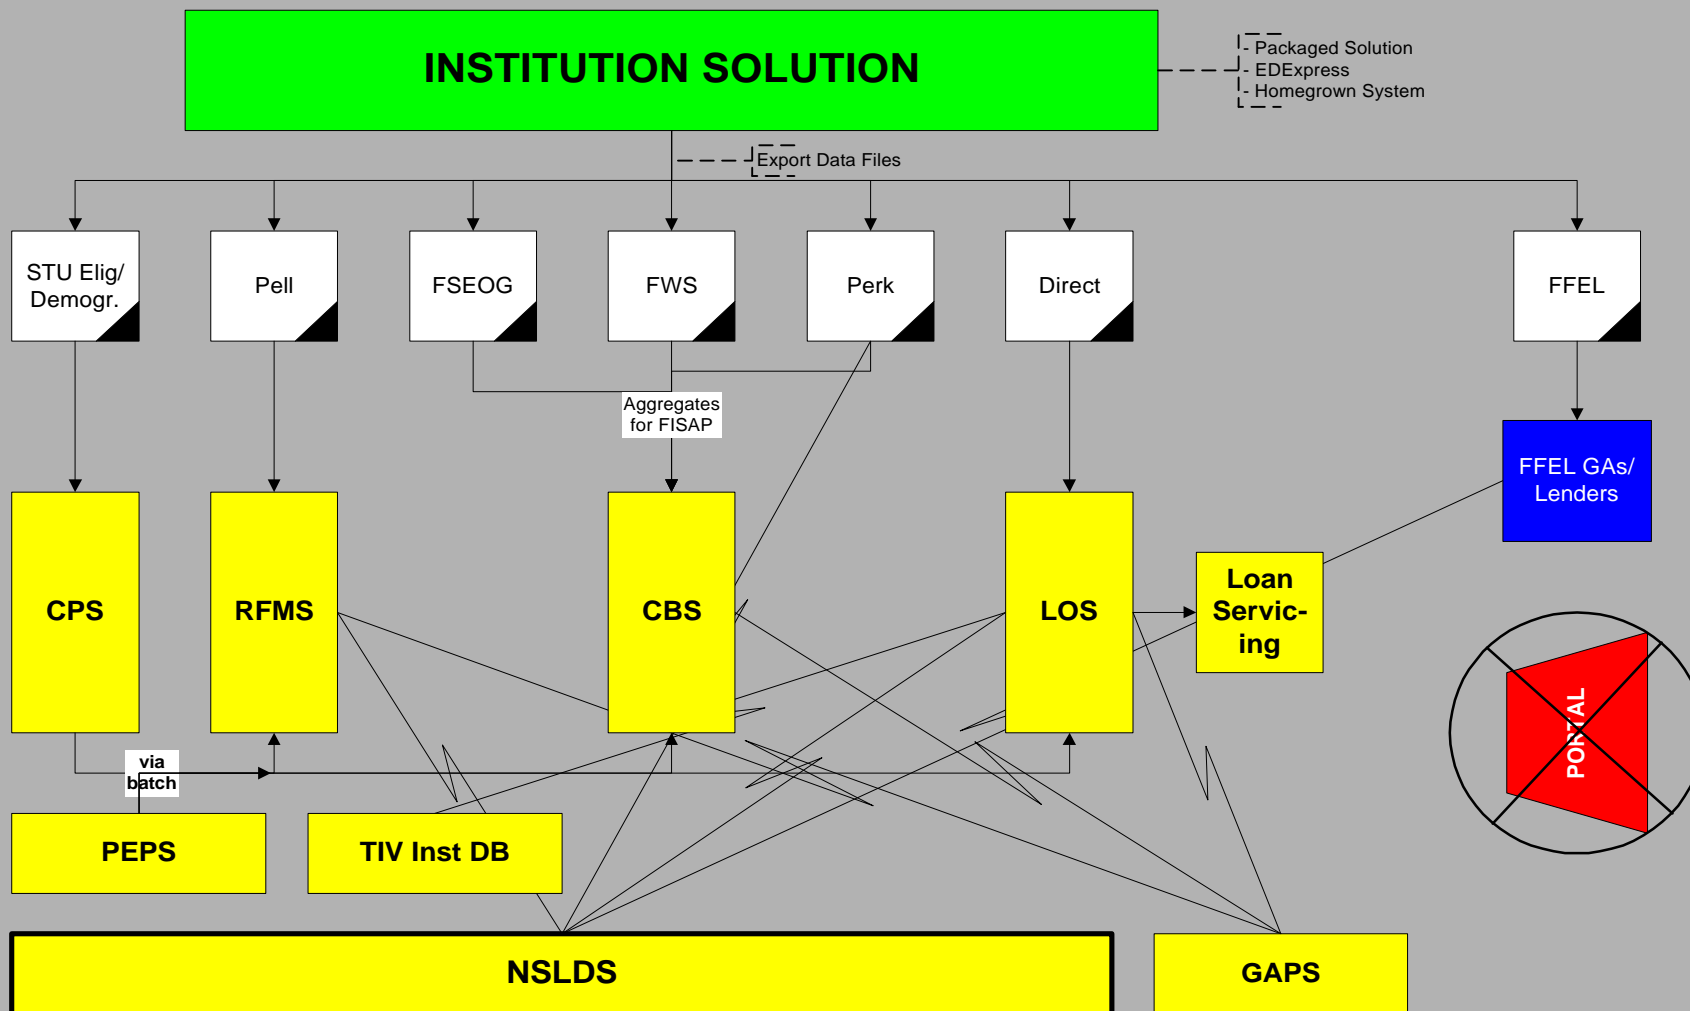 INSTITUTION SOLUTION
- Packaged Solution
- EDExpress
- Homegrown System
Export Data Files
STU Elig/
Demogr.
Pell
FSEOG
FWS
Perk
Direct
FFEL
Aggregates
for FISAP
FFEL GAs/
Lenders
CPS
RFMS
CBS
LOS
Loan
Servic-
ing
PORTAL
via
batch
PEPS
TIV Inst DB
NSLDS
GAPS